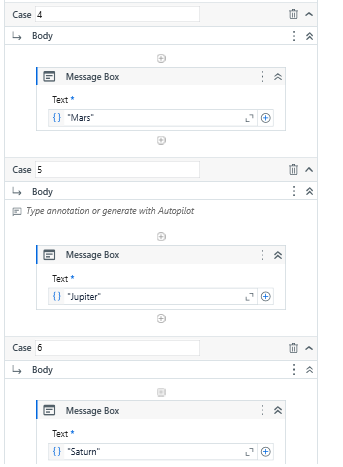 Case 4
Body
Message Box
Text *
{} "Mars"
Case 5
Body
Type annotation or generate with Autopilot
Message Box
Text *
{} "Jupiter"
Case 6
Body
Message Box
Text *
{} "Saturn"